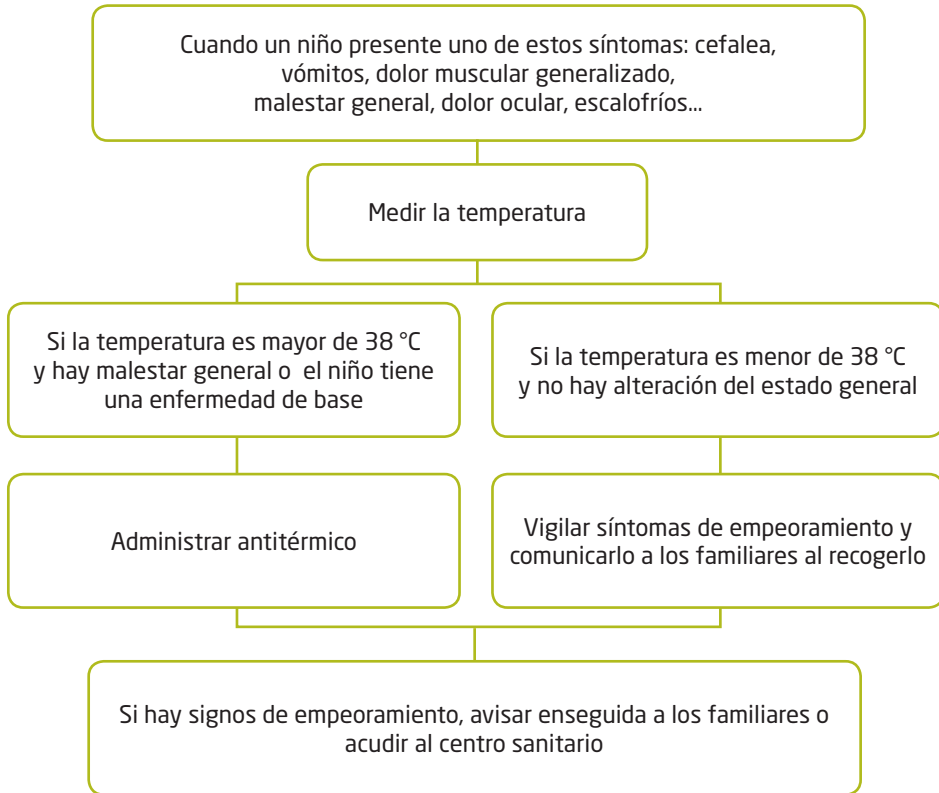 Cuando un niño presente uno de estos síntomas: cefalea,
vómitos, dolor muscular generalizado,
malestar general, dolor ocular, escalofríos...
Medir la temperatura
Si la temperatura es mayor de 38 °C
y hay malestar general o el niño tiene
una enfermedad de base
Si la temperatura es menor de 38 °C
y no hay alteración del estado general
Administrar antitérmico
Vigilar síntomas de empeoramiento y
comunicarlo a los familiares al recogerlo
Si hay signos de empeoramiento, avisar enseguida a los familiares o
acudir al centro sanitario